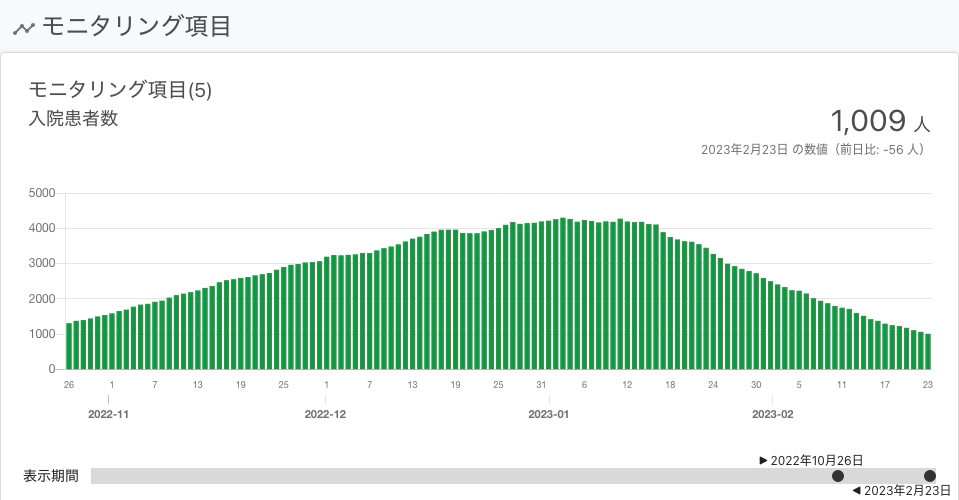 モニタリング項目
モニタリング項目(5)
入院患者数
1,009 人
2023年2月23日 の数値（前日比: -56 人）
5000
4000
3000
2000
1000
0
26 1 7 13 19 25 1 7 13 19 25 31 6 12 18 24 30 5 11 17 23
2022-11 2022-12 2023-01 2023-02
2022年10月26日
表示期間
2023年2月23日